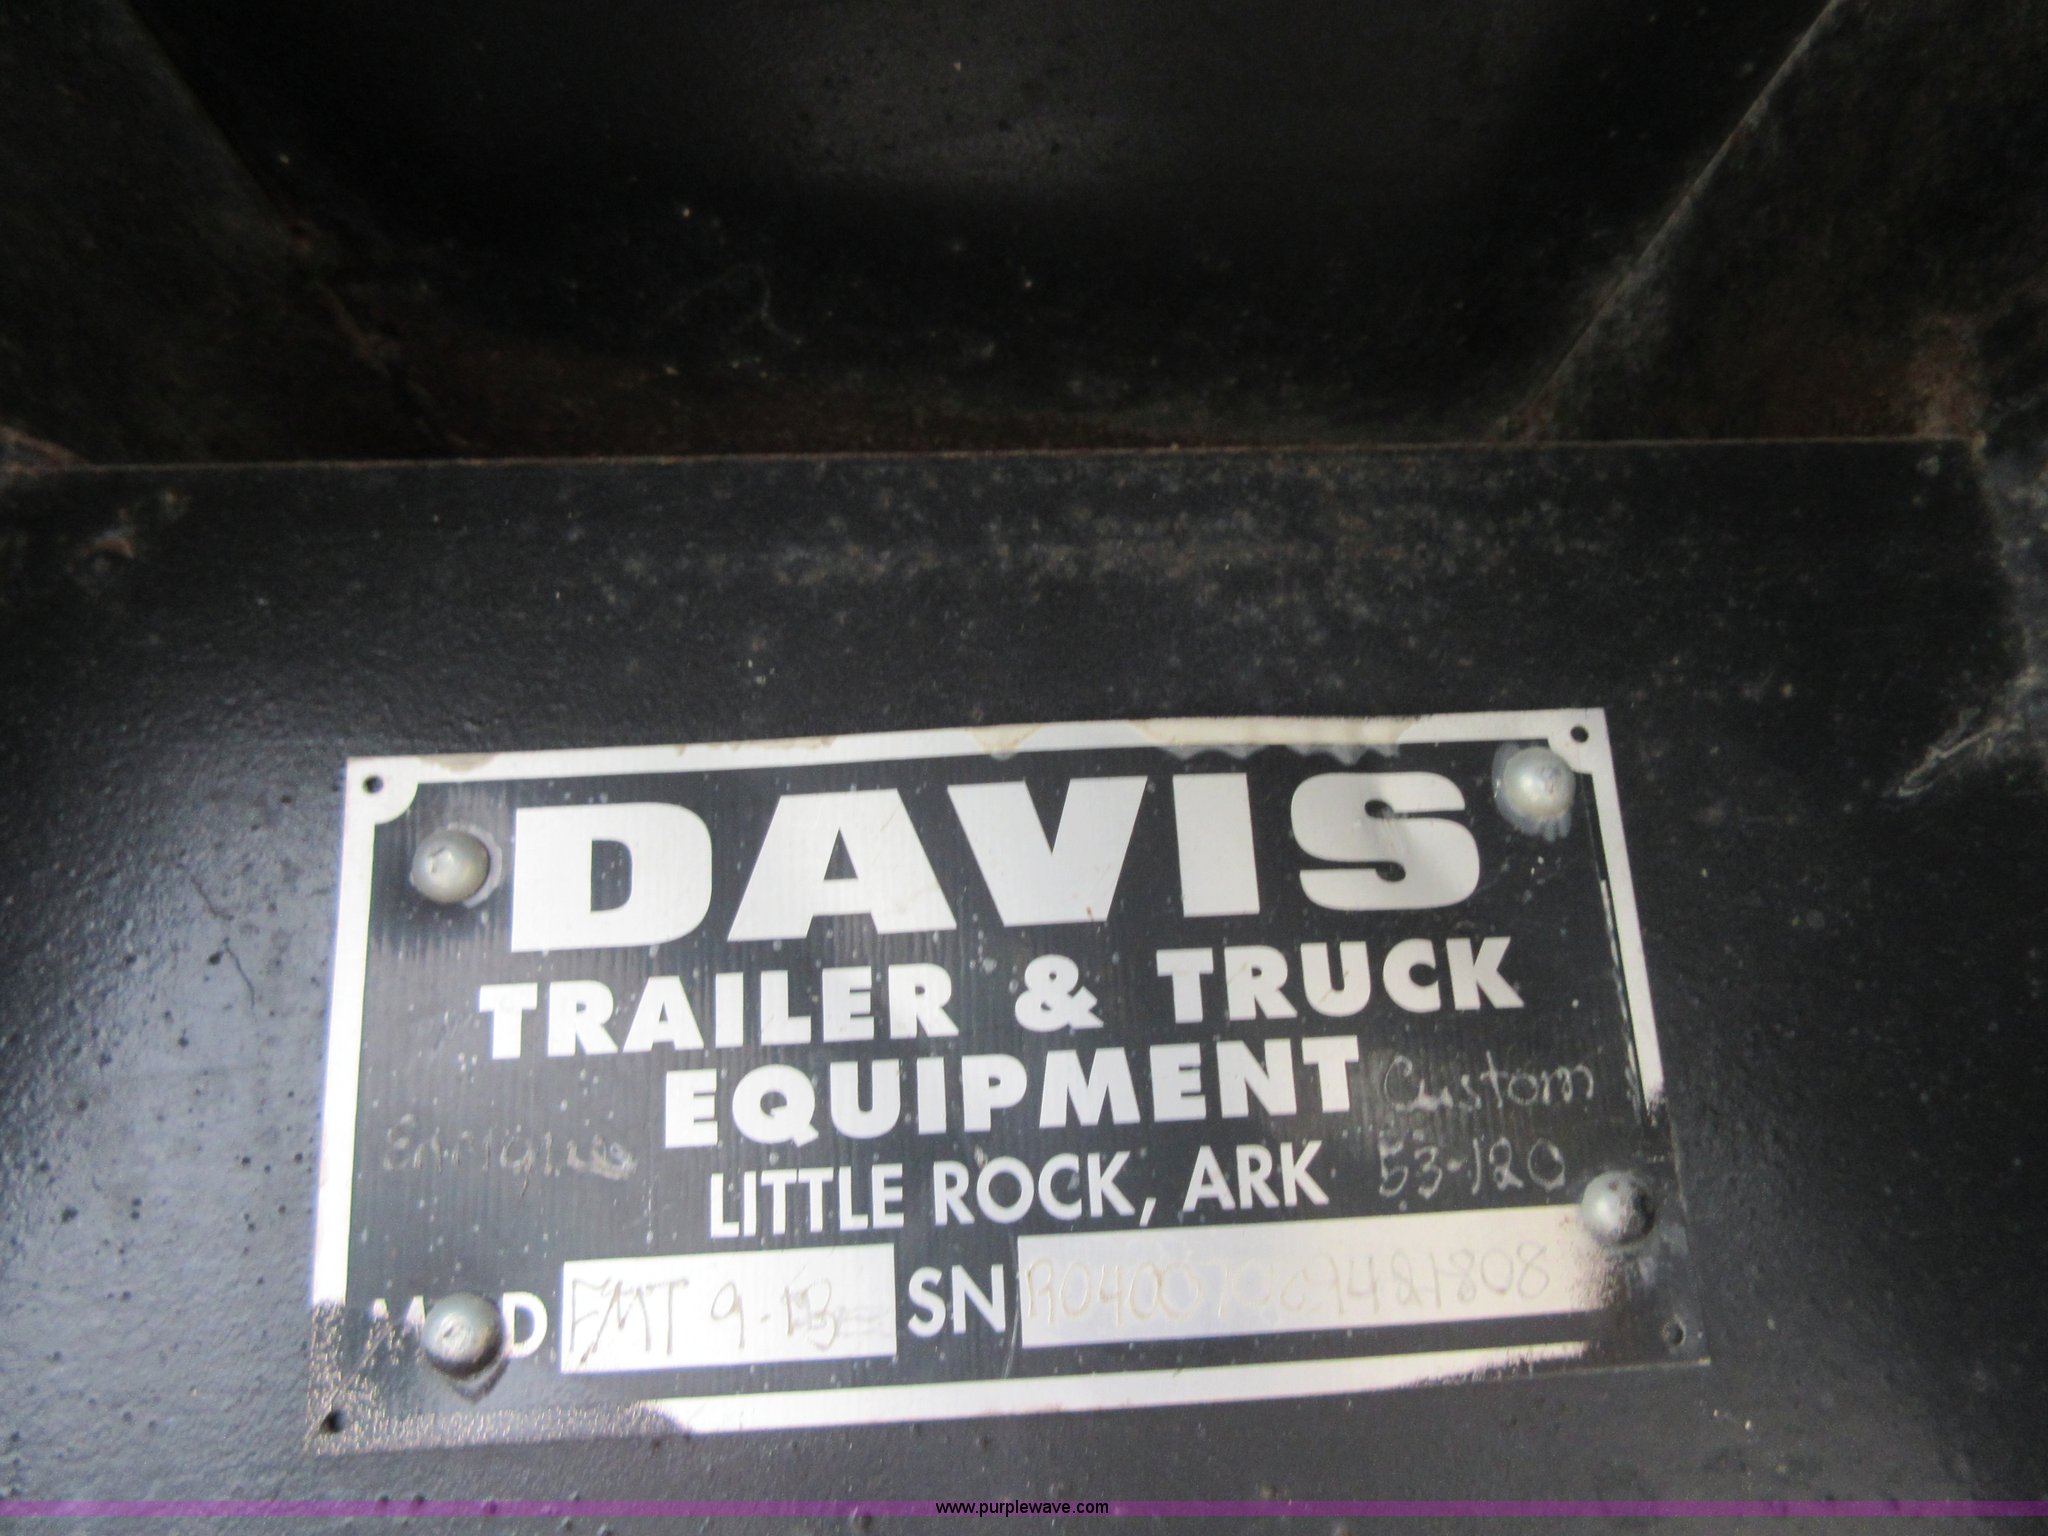 DAVIS
TRAILER & TRUCK
EQUIPMENT Custom
LITTLE ROCK, ARK 53-120
SN
www.purplewave.com